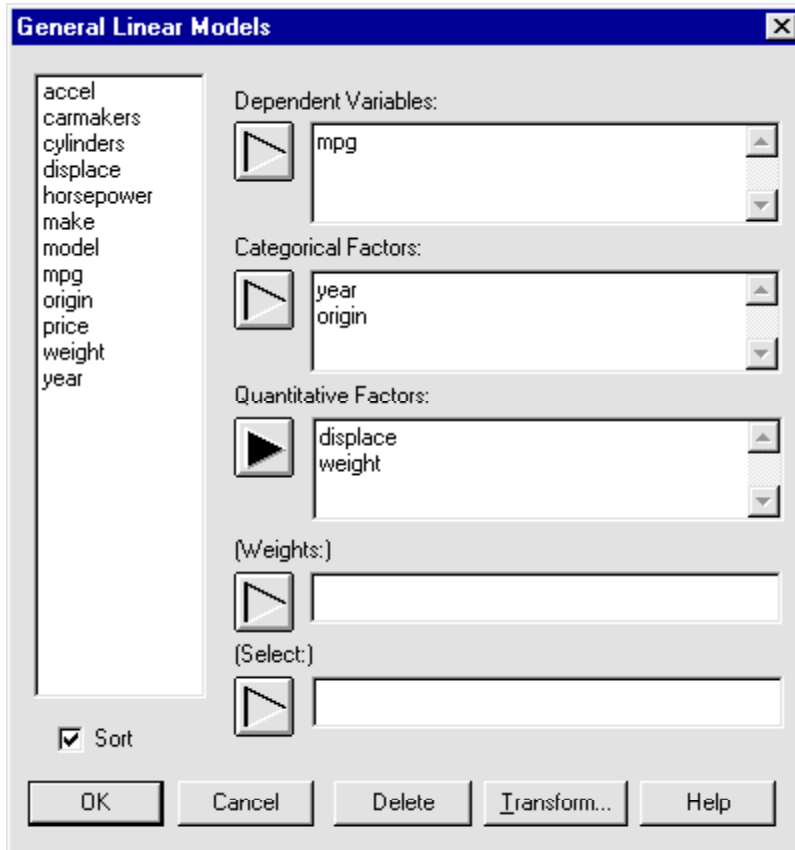 General Linear Models
accel
carmakers
cylinders
displace
horsepower
make
model
mpg
origin
price
weight
year
Sort
Dependent Variables:
mpg
Categorical Factors:
year
origin
Quantitative Factors:
displace
weight
(Weights:)
(Select:)
OK
Cancel
Delete
Transform...
Help